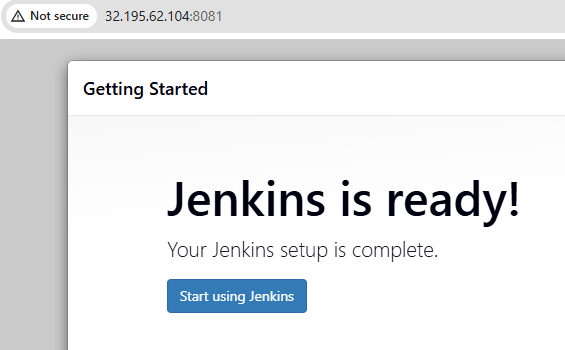 Not secure 32.195.62.104:8081
Getting Started
Jenkins is ready!
Your Jenkins setup is complete.
Start using Jenkins